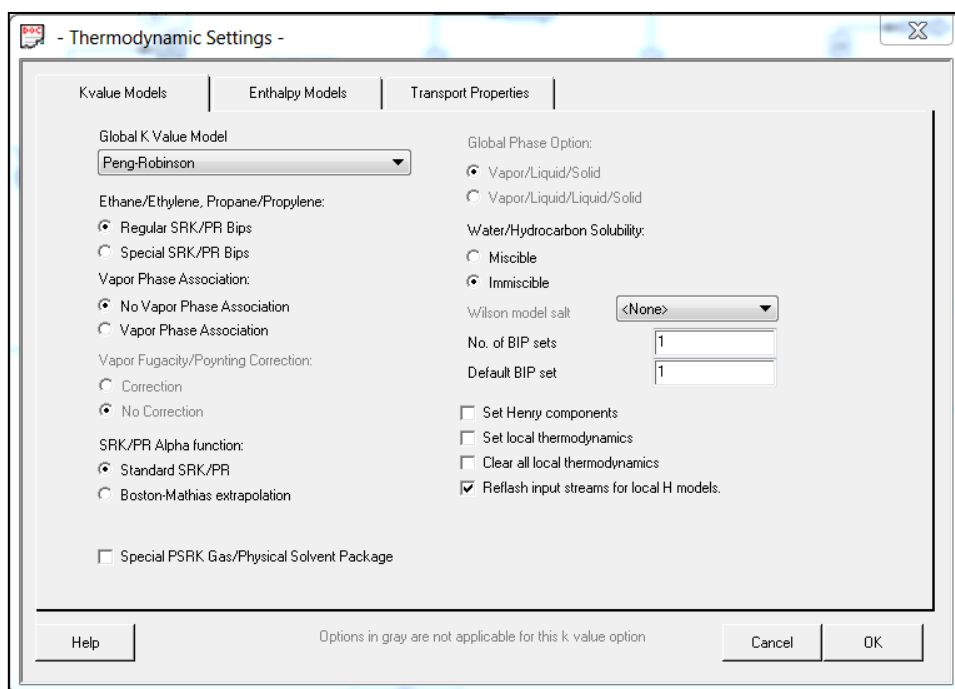 DOC
- Thermodynamic Settings -
X
Kvalue Models
Enthalpy Models
Transport Properties
Global K Value Model
Peng-Robinson
Ethane/Ethylene, Propane/Propylene:
Regular SRK/PR Bips
Special SRK/PR Bips
Vapor Phase Association:
No Vapor Phase Association
Vapor Phase Association
Vapor Fugacity/Poynting Correction:
Correction
No Correction
SRK/PR Alpha function:
Standard SRK/PR
Boston-Mathias extrapolation
Special PSRK Gas/Physical Solvent Package
Global Phase Option:
Vapor/Liquid/Solid
Vapor/Liquid/Liquid/Solid
Water/Hydrocarbon Solubility:
Miscible
Immiscible
Wilson model salt
<None>
No. of BIP sets
1
Default BIP set
1
Set Henry components
Set local thermodynamics
Clear all local thermodynamics
Reflash input streams for local H models.
Help
Options in gray are not applicable for this k value option
Cancel
OK